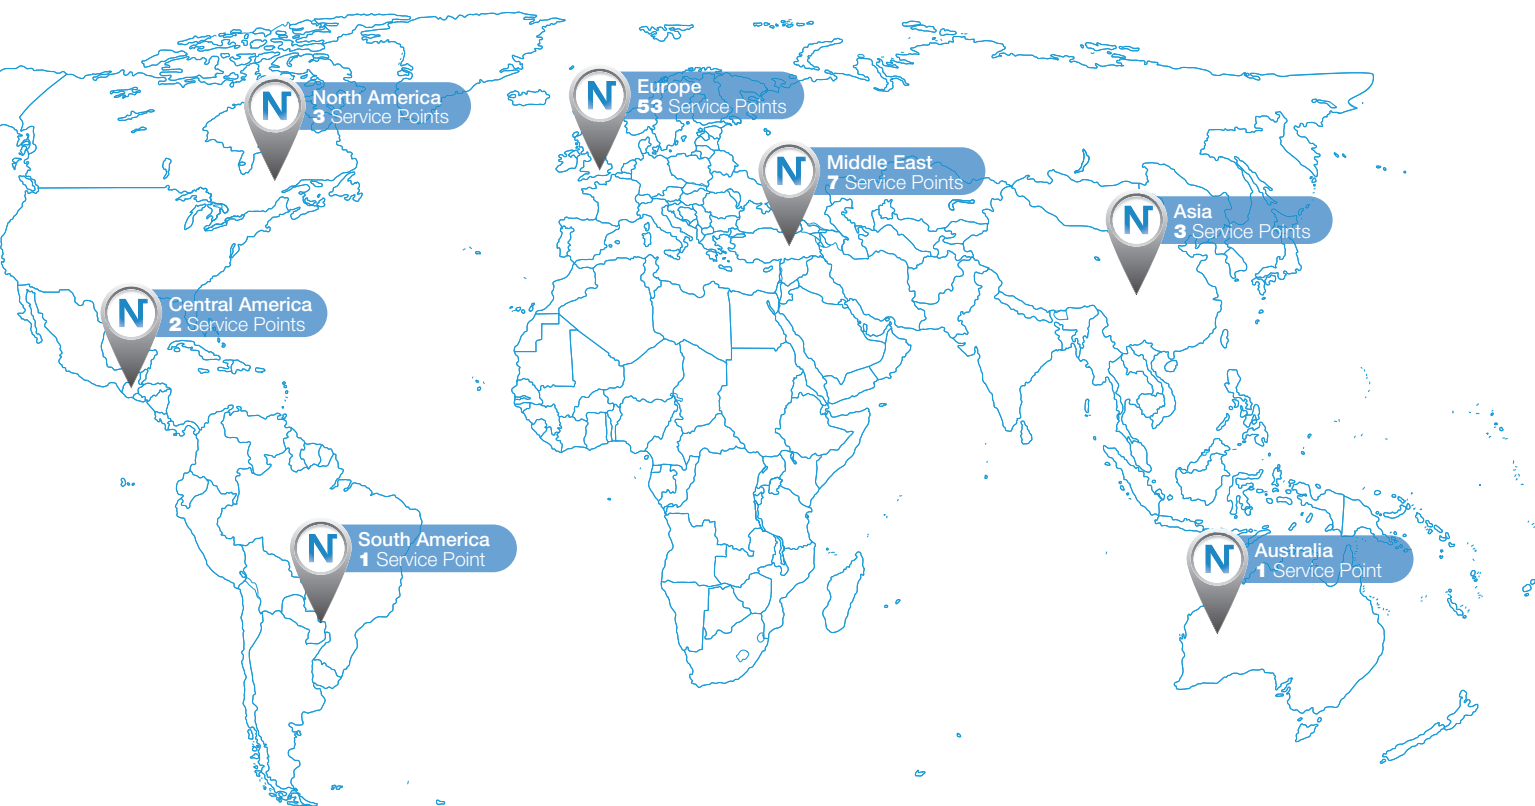 North America
3 Service Points
Europe
53 Service Points
Middle East
7 Service Points
Asia
3 Service Points
Central America
2 Service Points
South America
1 Service Point
Australia
1 Service Point